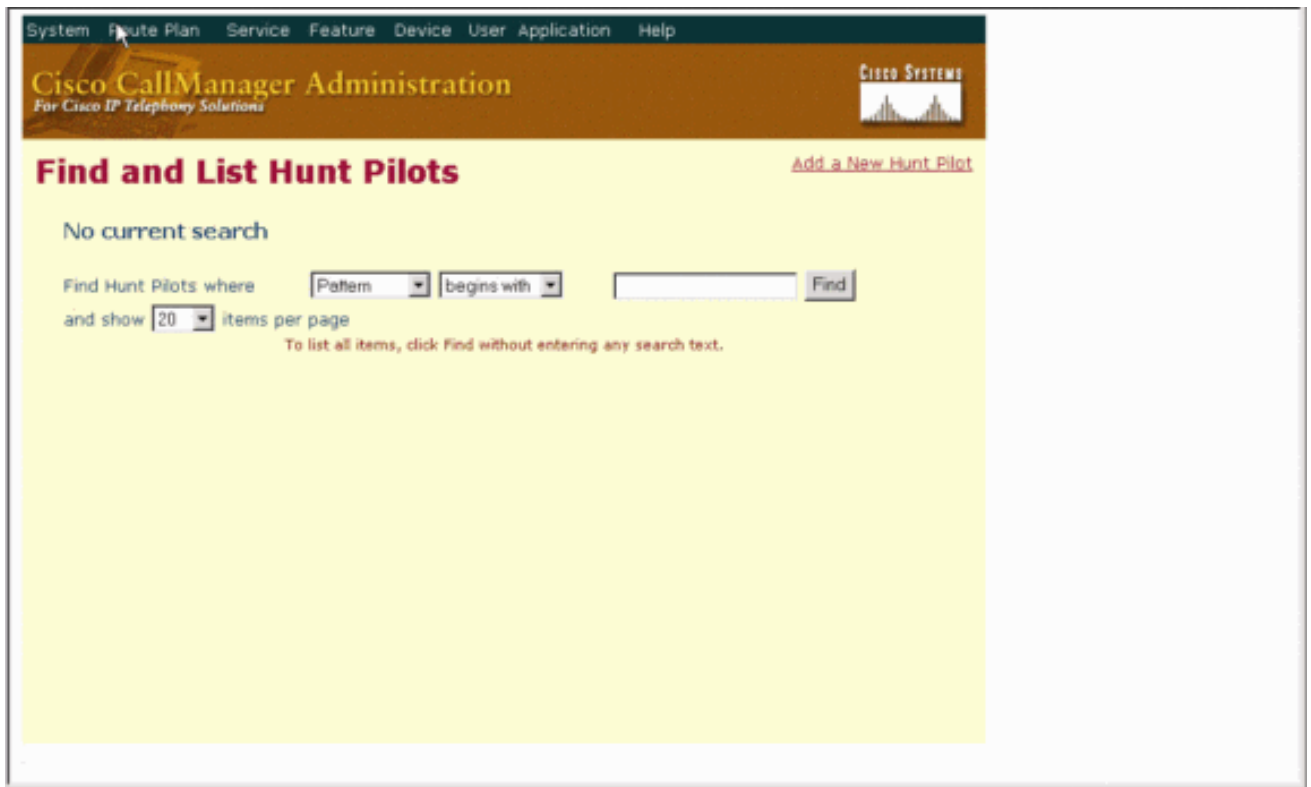 System Route Plan Service Feature Device User Application Help
Cisco CallManager Administration
For Cisco IP Telephony Solutions
CISCO SYSTEMS
Find and List Hunt Pilots
Add a New Hunt Pilot
No current search
Find Hunt Pilots where Pattern begins with Find
and show 20 items per page
To list all items, click Find without entering any search text.